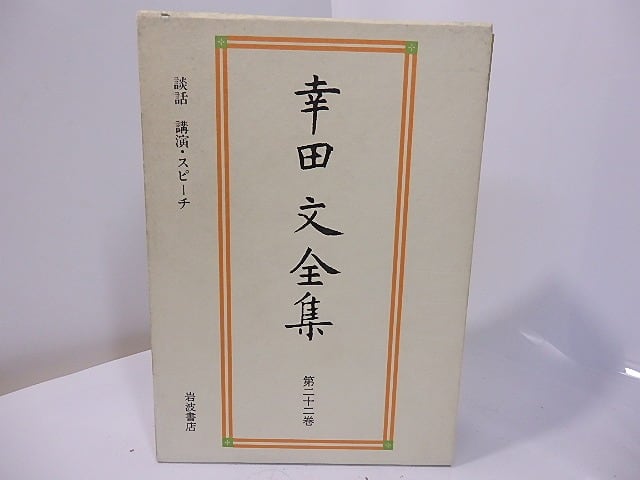 幸田文全集
第二十二巻
談話 講演・スピーチ
岩波書店